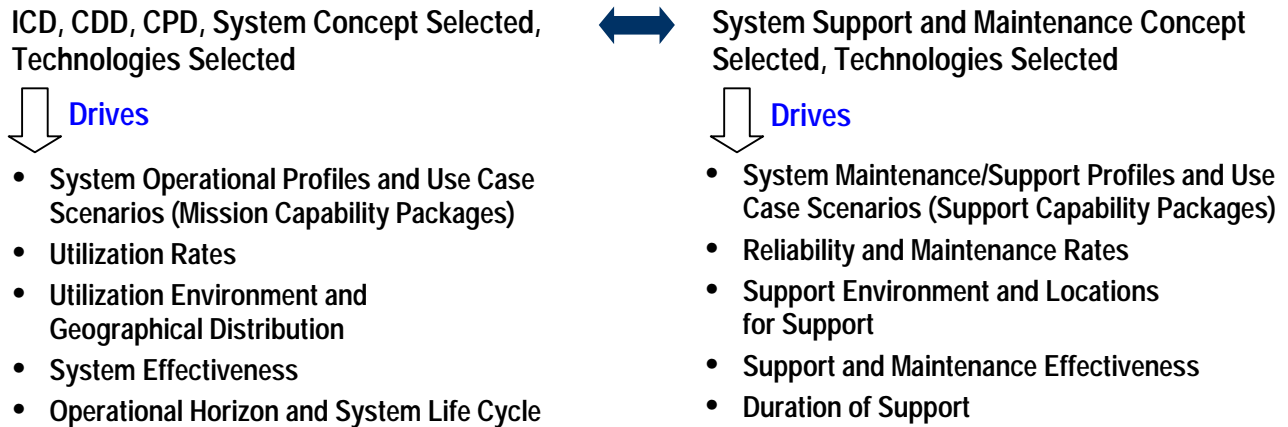 ICD, CDD, CPD, System Concept Selected,
Technologies Selected
Drives
• System Operational Profiles and Use Case
Scenarios (Mission Capability Packages)
• Utilization Rates
• Utilization Environment and
Geographical Distribution
• System Effectiveness
• Operational Horizon and System Life Cycle
System Support and Maintenance Concept
Selected, Technologies Selected
Drives
• System Maintenance/Support Profiles and Use
Case Scenarios (Support Capability Packages)
• Reliability and Maintenance Rates
• Support Environment and Locations
for Support
• Support and Maintenance Effectiveness
• Duration of Support